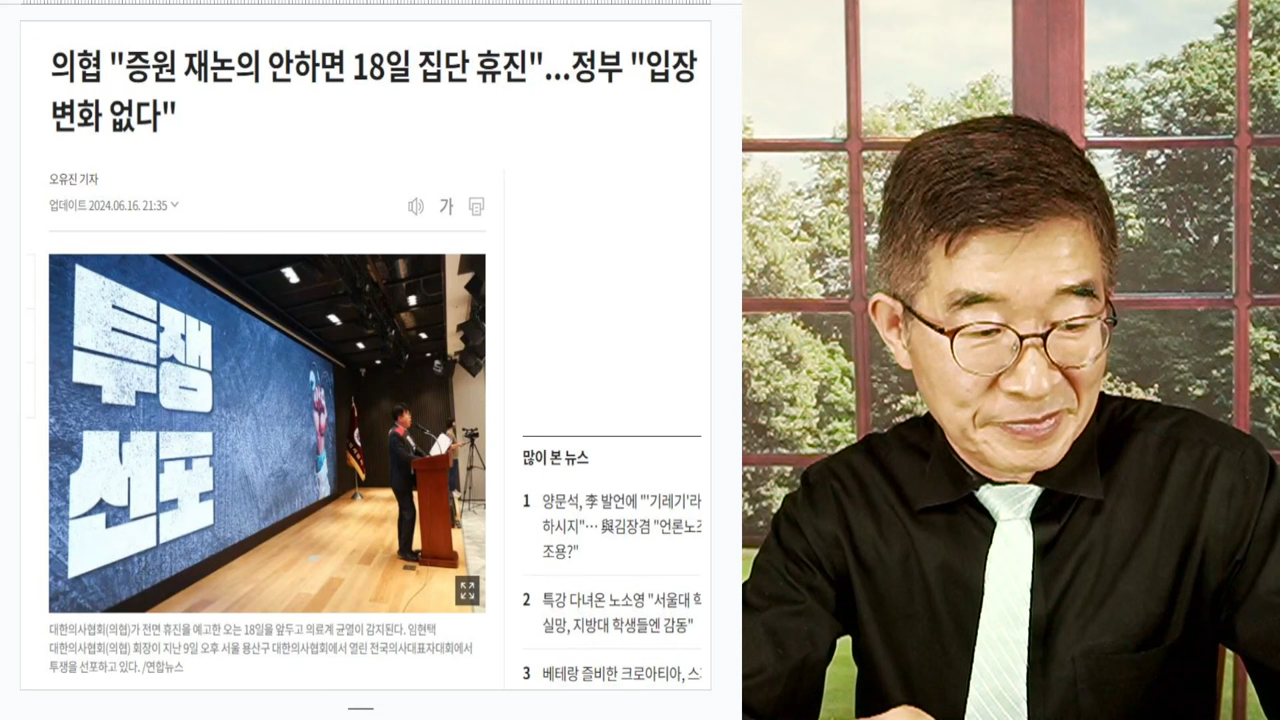 의협 "증원 재논의 안하면 18일 집단 휴진"...정부 "입장
변화 없다"
오유진 기자
업데이트 2024.06.16. 21:35
가
투쟁
선포
대한의사협회(의협)가 전면 휴진을 예고한 오는 18일을 앞두고 의료계 균열이 감지된다. 임현택
대한의사협회(의협) 회장이 지난 9일 오후 서울 용산구 대한의사협회에서 열린 전국의사대표자대회에서
투쟁을 선포하고 있다. /연합뉴스
많이 본 뉴스
1 양문석, 李 발언에 "'기레기'라
하시지"… 與김장겸 "언론노조
조용?"
2 특강 다녀온 노소영 "서울대 학
실망, 지방대 학생들엔 감동"
3 베테랑 즐비한 크로아티아, 스